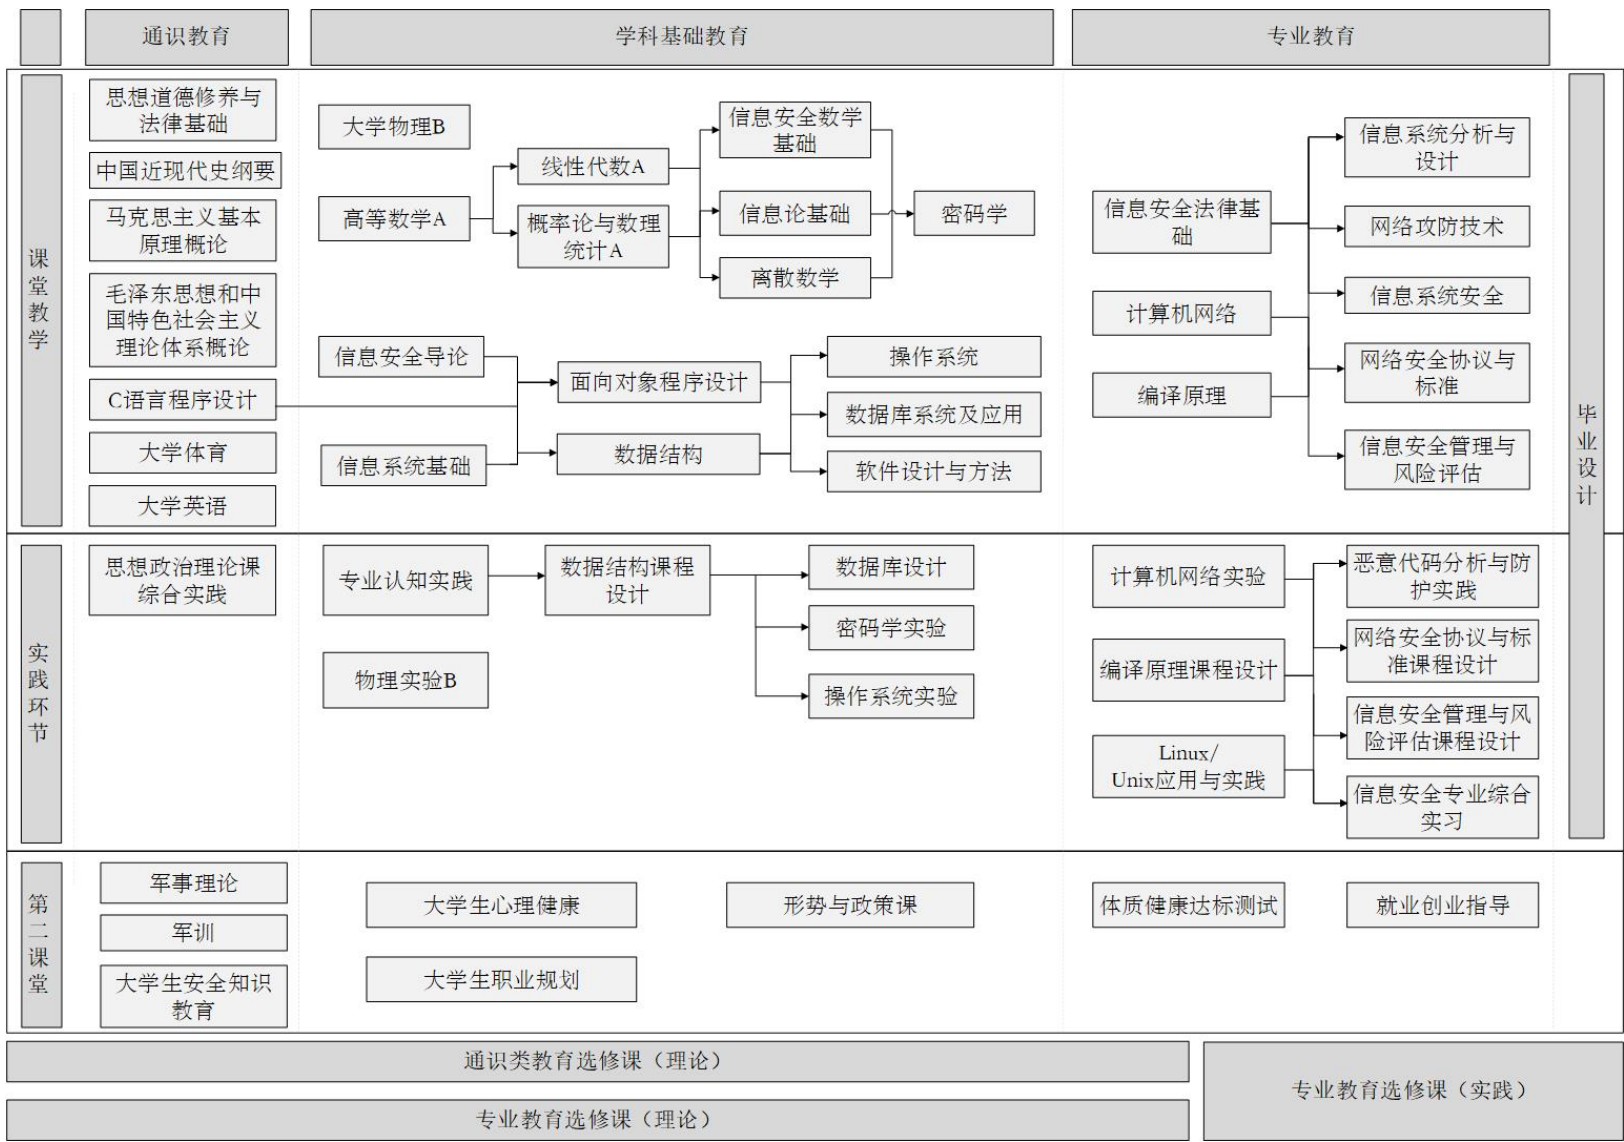 通识教育
学科基础教育
专业教育
课
堂
教
学
思想道德修养与
法律基础
中国近现代史纲要
马克思主义基本
原理概论
毛泽东思想和中
国特色社会主义
理论体系概论
C语言程序设计
大学体育
大学英语
大学物理B
高等数学A
线性代数A
概率论与数理
统计A
信息安全数学
基础
信息论基础
离散数学
密码学
信息安全导论
信息系统基础
面向对象程序设计
数据结构
操作系统
数据库系统及应用
软件设计与方法
信息安全法律基
础
计算机网络
编译原理
信息系统分析与
设计
网络攻防技术
信息系统安全
网络安全协议与
标准
信息安全管理与
风险评估
毕
业
设
计
实
践
环
节
思想政治理论课
综合实践
专业认知实践
物理实验B
数据结构课程
设计
数据库设计
密码学实验
操作系统实验
计算机网络实验
编译原理课程设计
Linux/
Unix应用与实践
恶意代码分析与防
护实践
网络安全协议与标
准课程设计
信息安全管理与风
险评估课程设计
信息安全专业综合
实习
第
二
课
堂
军事理论
军训
大学生安全知识
教育
大学生心理健康
大学生职业规划
形势与政策课
体质健康达标测试
就业创业指导
通识类教育选修课（理论）
专业教育选修课（理论）
专业教育选修课（实践）